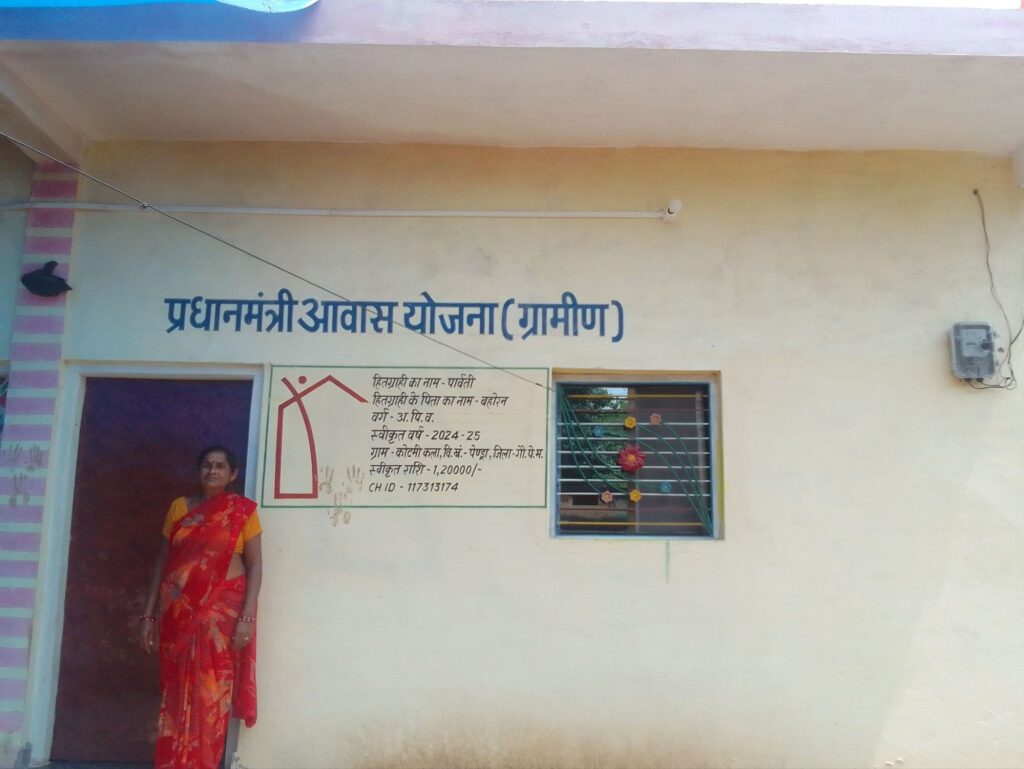 प्रधानमंत्री आवास योजना (ग्रामीण)
हितग्राही का नाम - पार्वती
हितग्राही के पिता का नाम - बहोरन
वर्ग - अ. पि. व.
स्वीकृत वर्ष - 2024-25
ग्राम - कोटमी कला, वि. खं. - पेण्ड्रा, जिला - गौ. पे. म.
स्वीकृत राशि - 1,20000/-
CH ID - 117313174